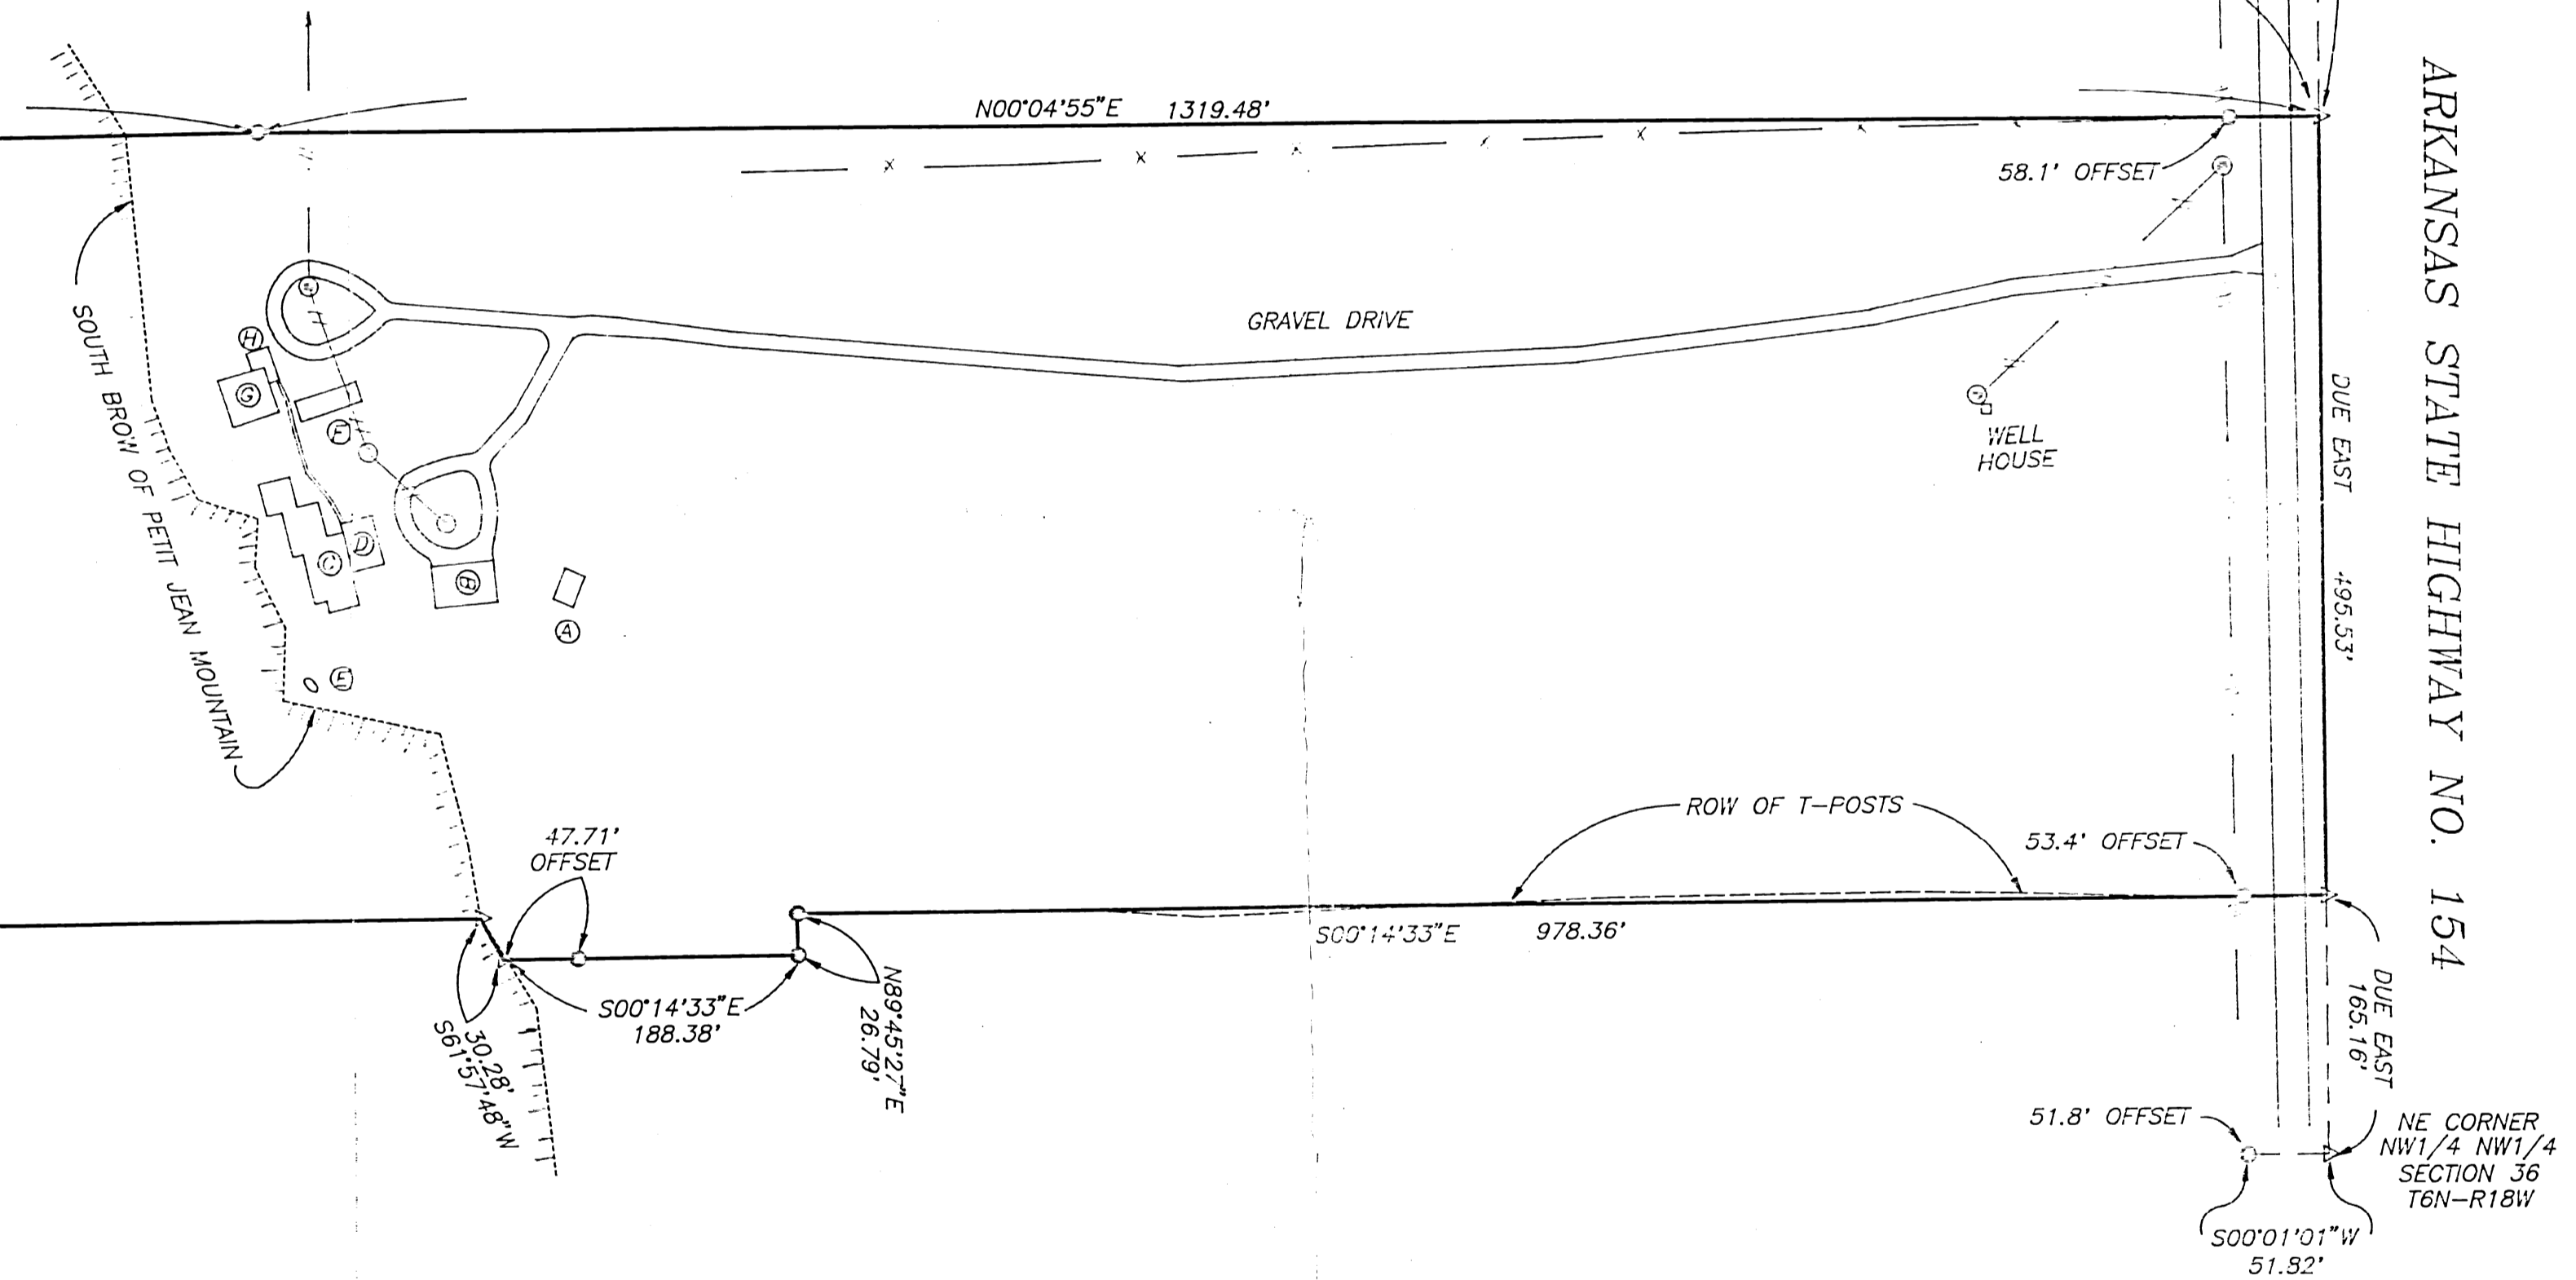 N00°04'55"E 1319.48'
58.1' OFFSET
ARKANSAS STATE HIGHWAY NO. 154
GRAVEL DRIVE
WELL
HOUSE
DUE EAST 495.53'
SOUTH BROW OF PETIT JEAN MOUNTAIN
H
G
F
D
C
B
A
E
ROW OF T-POSTS
53.4' OFFSET
47.71'
OFFSET
S00°14'33"E 978.36'
S00°14'33"E
188.38'
N89°45'27"E
26.79'
30.28'
S61°57'48"W
DUE EAST
165.16'
51.8' OFFSET
NE CORNER
NW1/4 NW1/4
SECTION 36
T6N-R18W
S00°01'01"W
51.82'